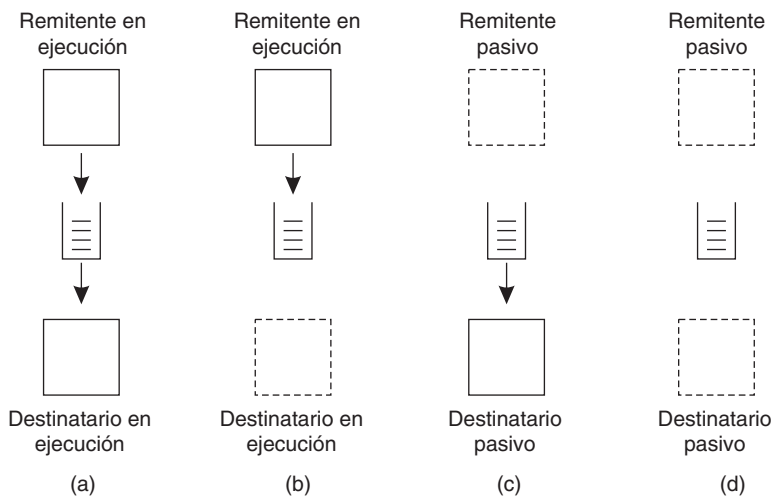 Remitente en
ejecución
Remitente en
ejecución
Remitente
pasivo
Remitente
pasivo
Destinatario en
ejecución
Destinatario en
ejecución
Destinatario
pasivo
Destinatario
pasivo
(a)
(b)
(c)
(d)